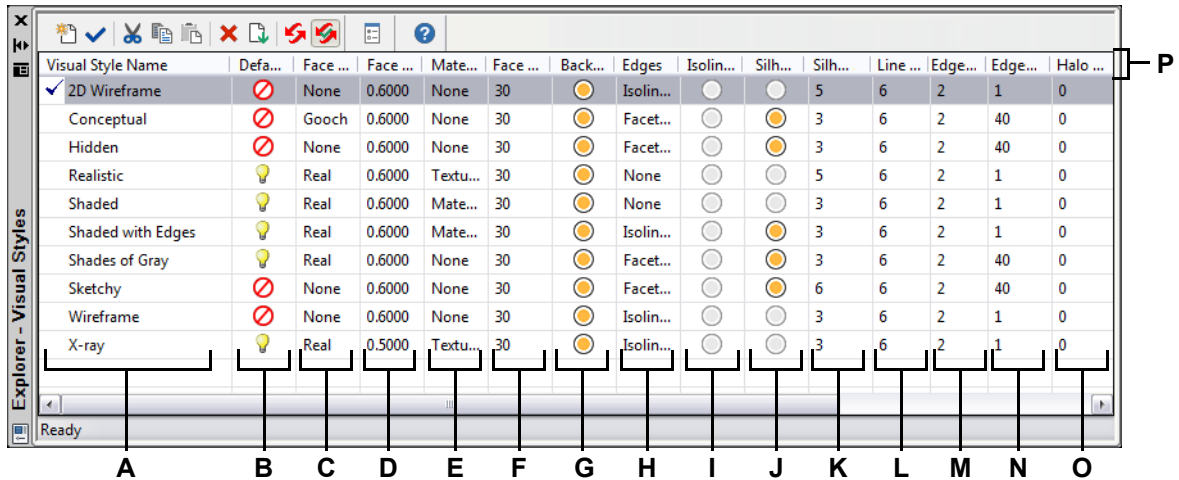 Visual Style Name Defa... Face ... Face ... Mate... Face ... Back... Edges Isolin... Silh... Silh... Line ... Edge... Edge... Halo ... P
2D Wireframe None 0.6000 None 30 Isolin... 5 6 2 1 0
Conceptual Gooch 0.6000 None 30 Facet... 3 6 2 40 0
Hidden None 0.6000 None 30 Facet... 3 6 2 40 0
Realistic Real 0.6000 Textu... 30 None 5 6 2 1 0
Shaded Real 0.6000 Mate... 30 None 3 6 2 1 0
Shaded with Edges Real 0.6000 Mate... 30 Isolin... 3 6 2 1 0
Shades of Gray Real 0.6000 None 30 Facet... 3 6 2 40 0
Sketchy None 0.6000 None 30 Facet... 6 6 2 40 0
Wireframe None 0.6000 None 30 Isolin... 3 6 2 1 0
X-ray Real 0.5000 Textu... 30 Isolin... 3 6 2 1 0
Explorer - Visual Styles
Ready
A B C D E F G H I J K L M N O